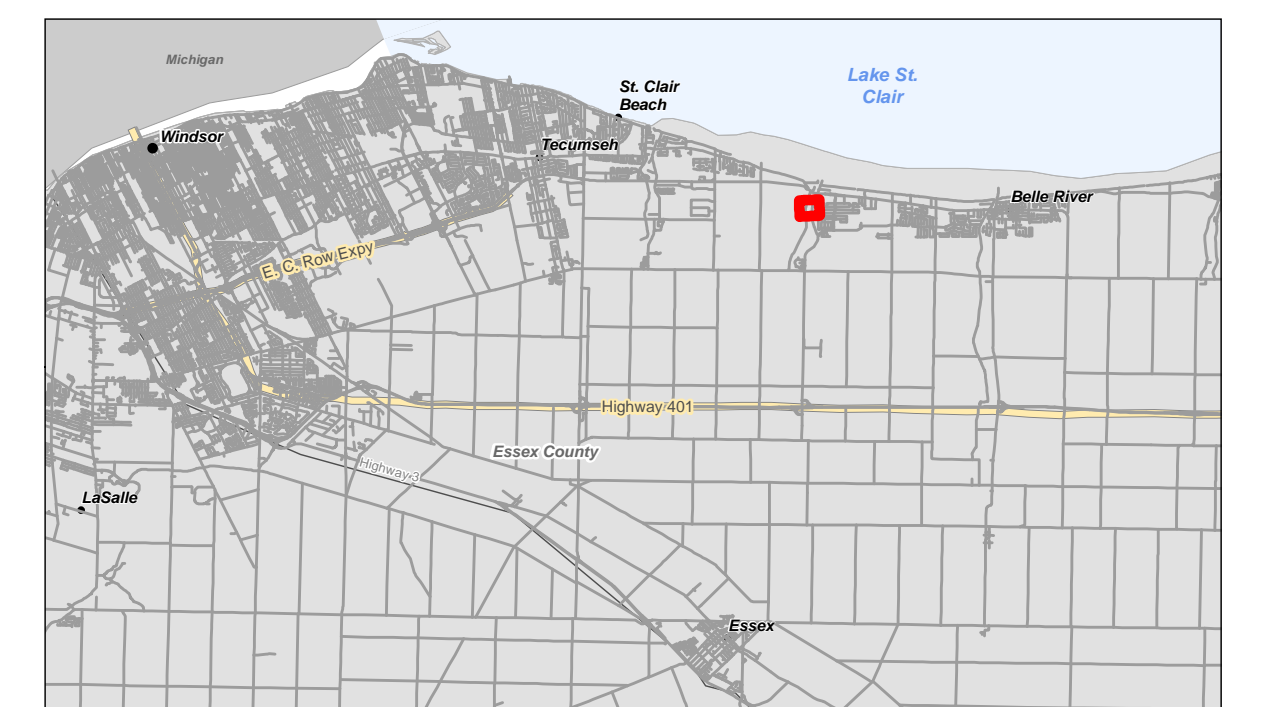 Michigan
Lake St.
Clair
St. Clair
Beach
Windsor
Tecumseh
Belle River
E. C. Row Expy
Highway 401
Essex County
Highway 3
LaSalle
Essex